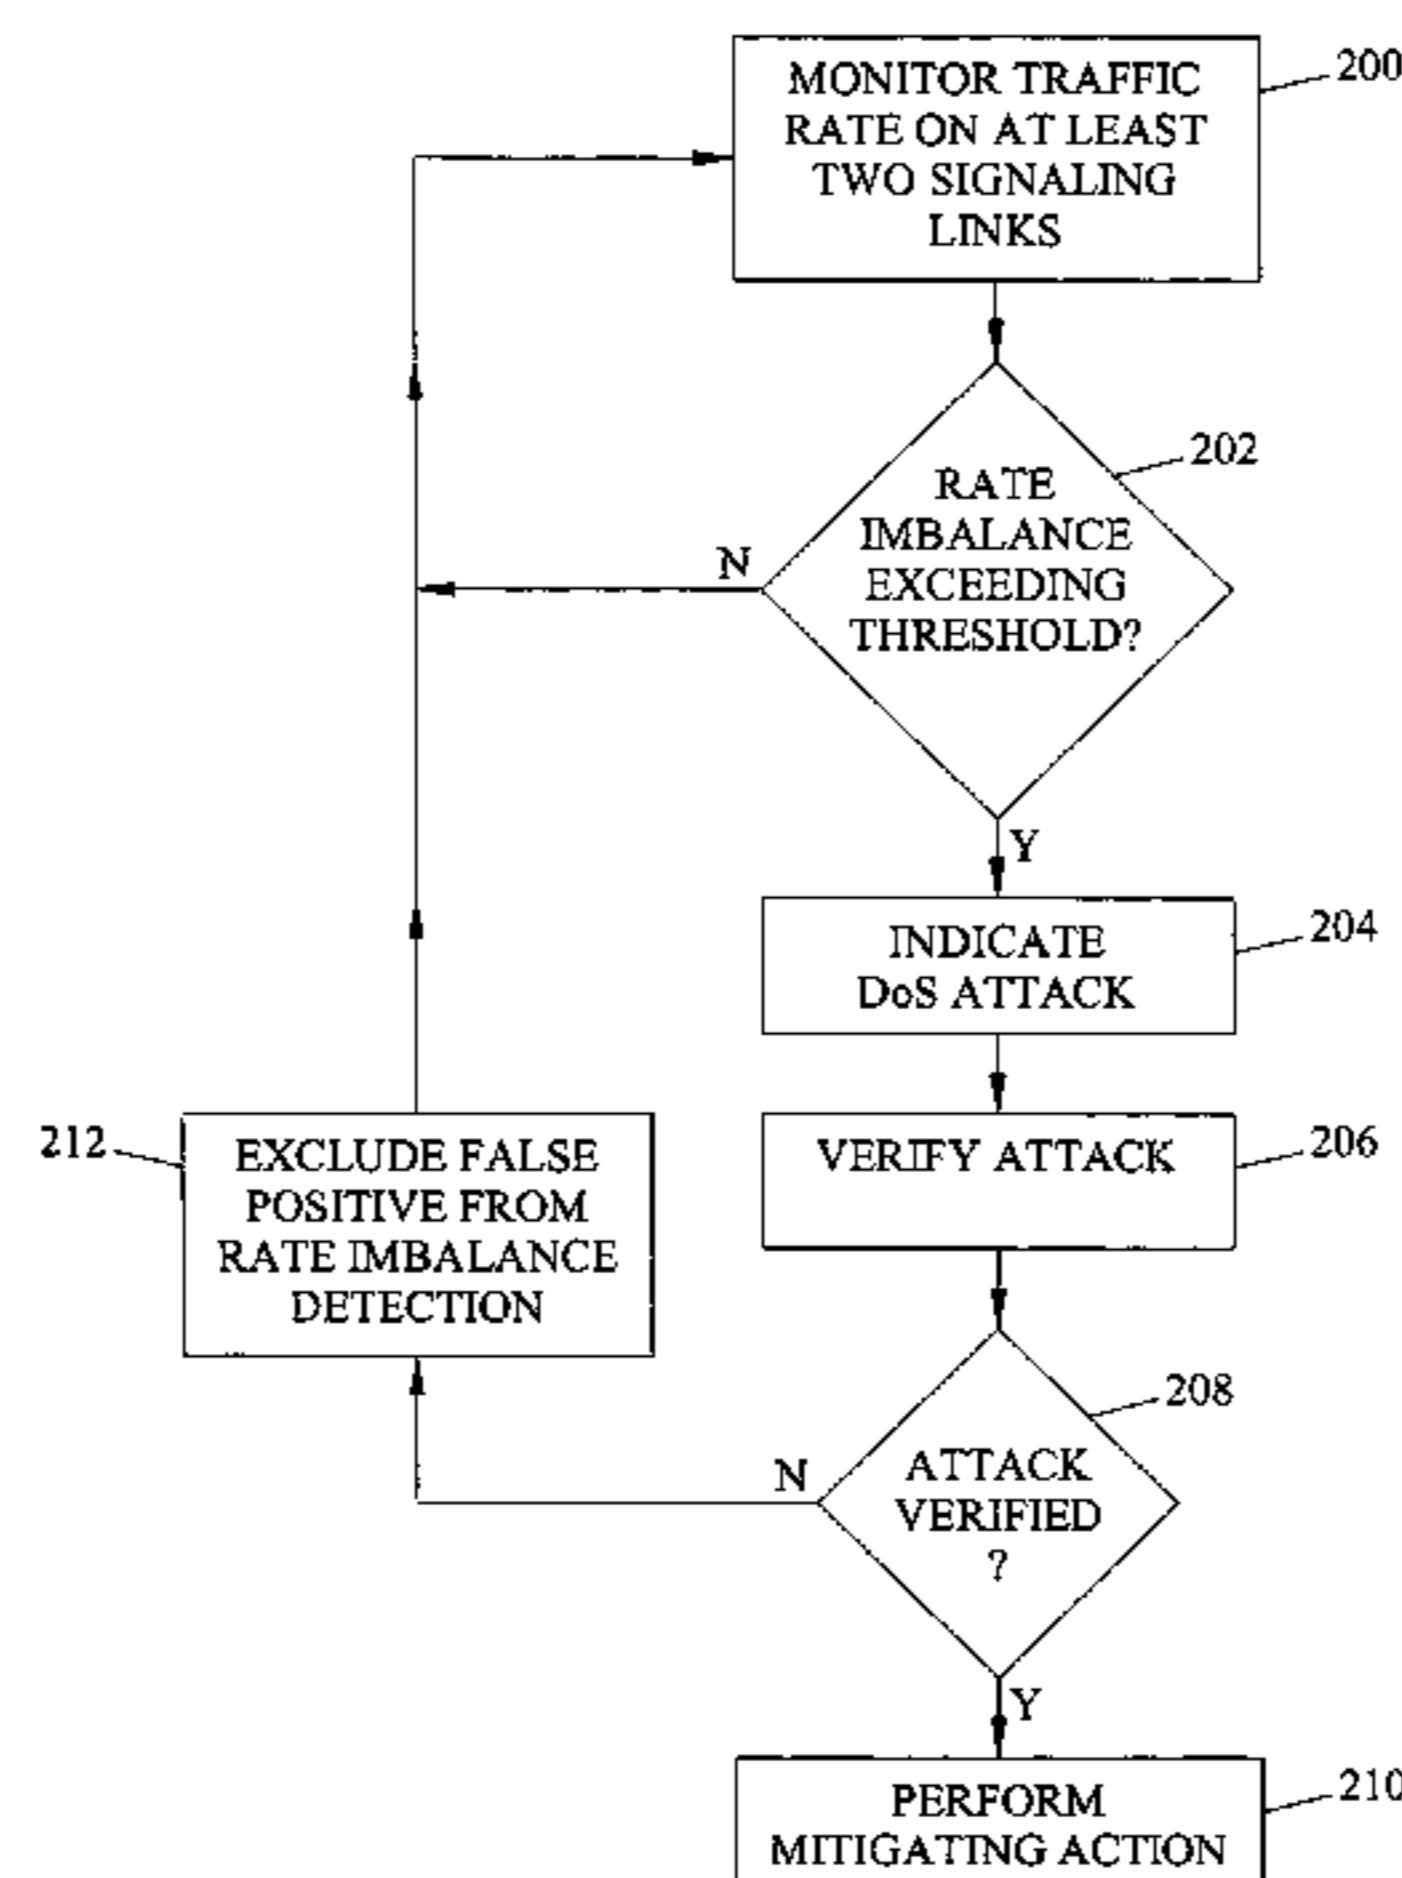 MONITOR TRAFFIC
RATE ON AT LEAST
TWO SIGNALING
LINKS
200
RATE
IMBALANCE
EXCEEDING
THRESHOLD?
202
N
Y
INDICATE
DoS ATTACK
204
VERIFY ATTACK
206
212
EXCLUDE FALSE
POSITIVE FROM
RATE IMBALANCE
DETECTION
208
ATTACK
VERIFIED
?
N
Y
PERFORM
MITIGATING ACTION
210